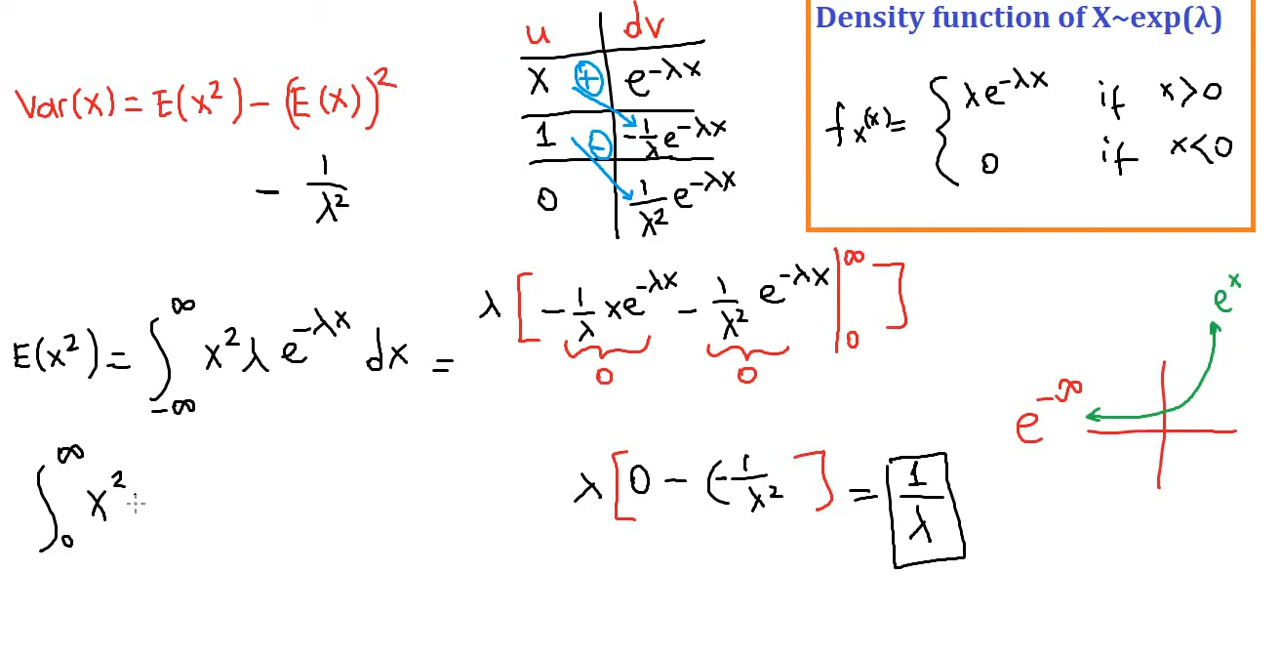 Density function of X~exp(λ)
f_X(x) = { λe^{-λx} if x>0
0 if x<0
Var(x) = E(x²) - (E(x))²
- 1/λ²
u | dv
x ⊕ e^{-λx}
1 ⊖ -1/λ e^{-λx}
0 1/λ² e^{-λx}
E(x²) = ∫_{-∞}^{∞} x² λ e^{-λx} dx =
λ[ -1/λ xe^{-λx} - 1/λ² e^{-λx} |_0^∞ ]
0 0
e^x
e^{-∞}
∫_0^∞ x²
λ[ 0 - (-1/λ² ] = 1/λ